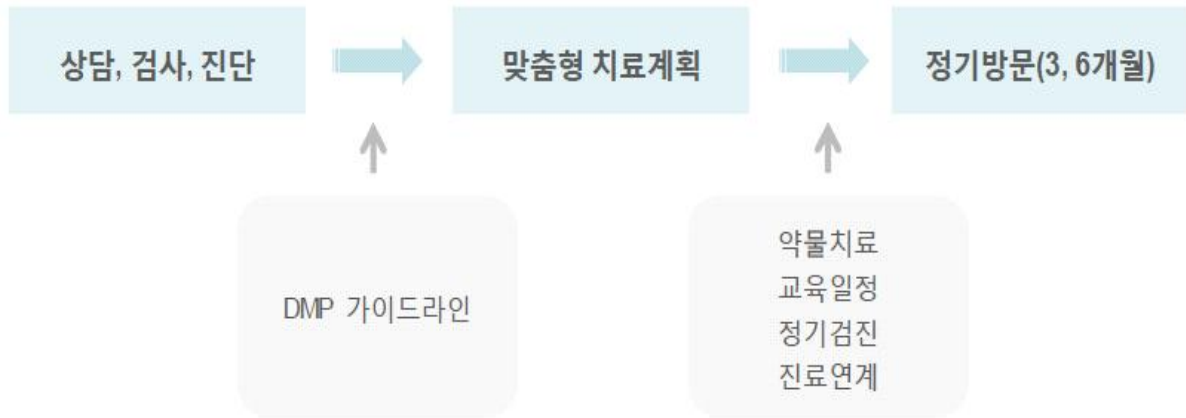 상담, 검사, 진단
맞춤형 치료계획
정기방문(3, 6개월)
DMP 가이드라인
약물치료
교육일정
정기검진
진료연계